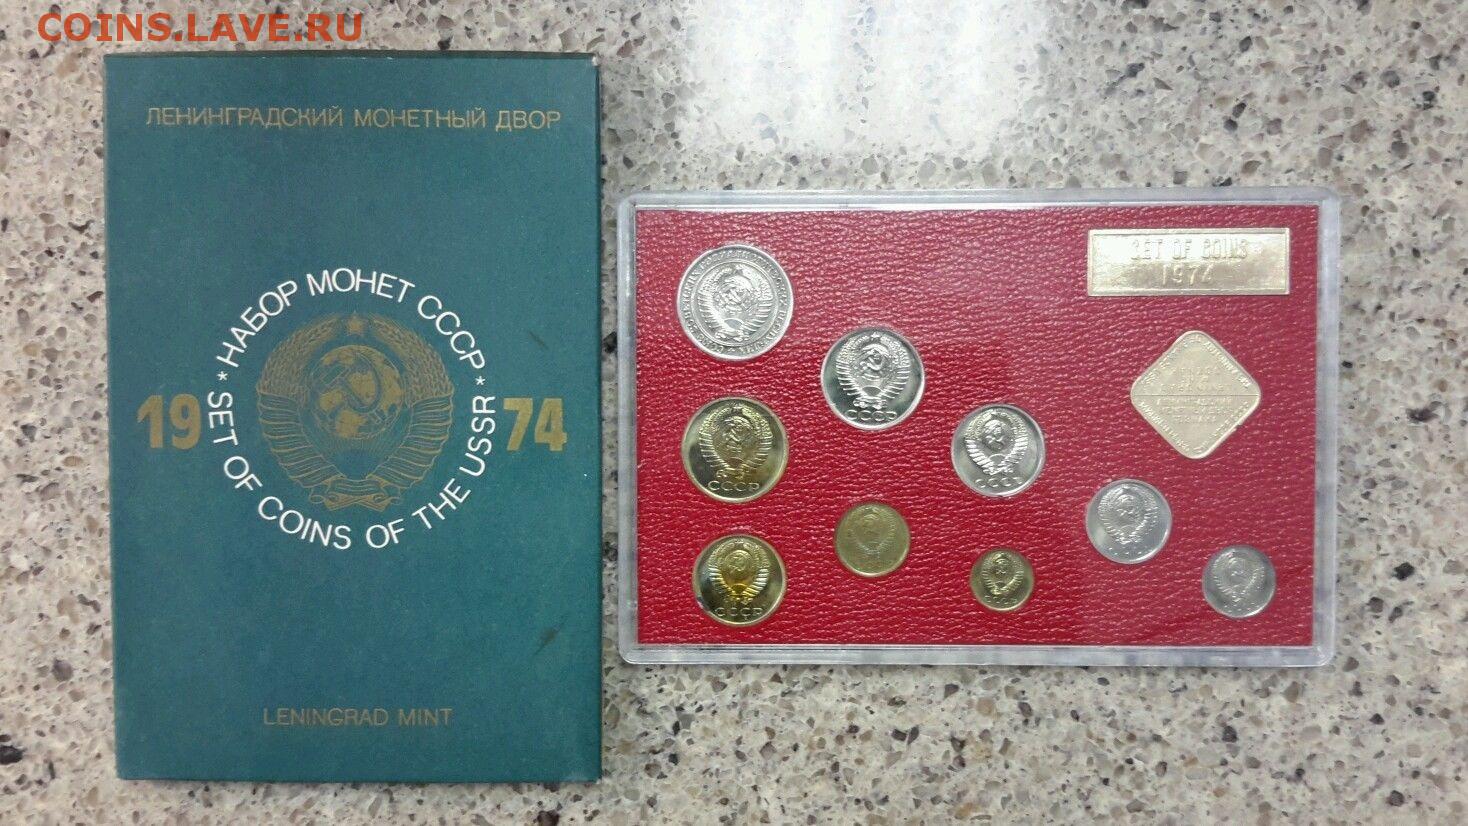 COINS.LAVE.RU
ЛЕНИНГРАДСКИЙ МОНЕТНЫЙ ДВОР
* НАБОР МОНЕТ СССР *
19 74
SET OF COINS OF THE USSR
LENINGRAD MINT
SET OF COINS
1974
СССР
СССР
СССР
СССР